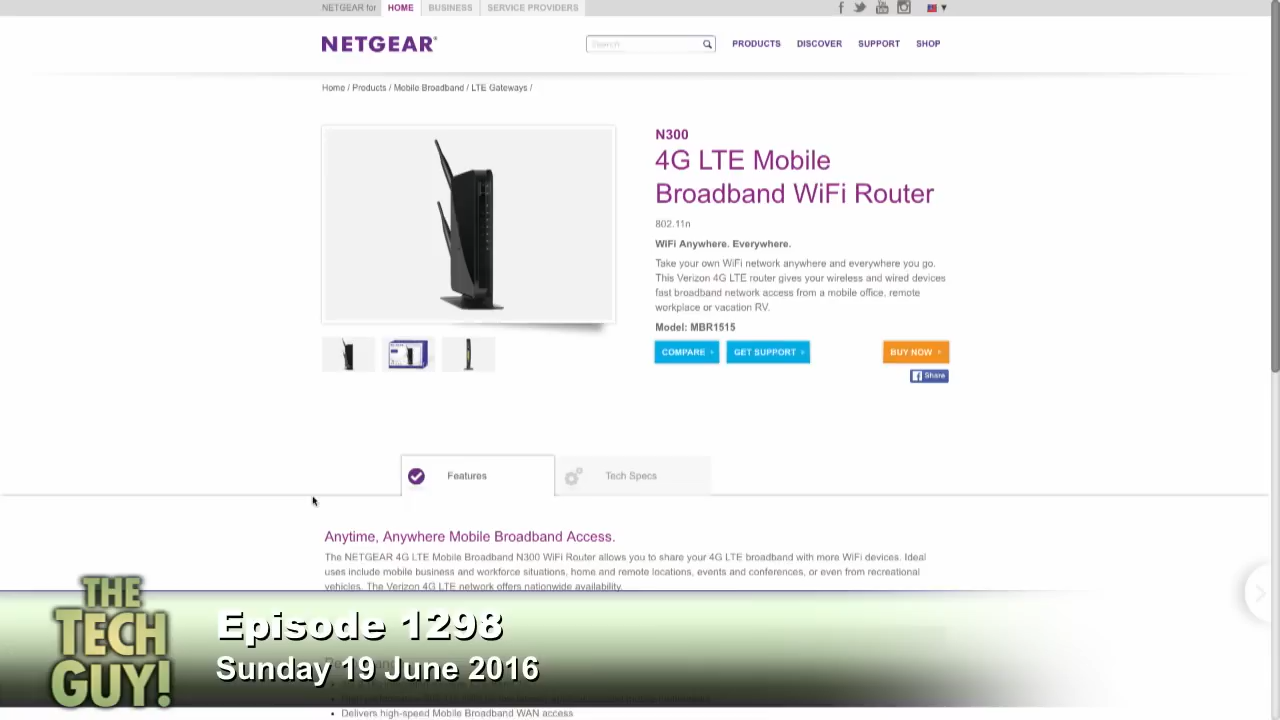 NETGEAR for HOME BUSINESS SERVICE PROVIDERS
NETGEAR®
Search
PRODUCTS DISCOVER SUPPORT SHOP
Home / Products / Mobile Broadband / LTE Gateways /
N300
4G LTE Mobile
Broadband WiFi Router
802.11n
WiFi Anywhere. Everywhere.
Take your own WiFi network anywhere and everywhere you go.
This Verizon 4G LTE router gives your wireless and wired devices
fast broadband network access from a mobile office, remote
workplace or vacation RV.
Model: MBR1515
COMPARE GET SUPPORT BUY NOW
Share
Features Tech Specs
Anytime, Anywhere Mobile Broadband Access.
The NETGEAR 4G LTE Mobile Broadband N300 WiFi Router allows you to share your 4G LTE broadband with more WiFi devices. Ideal
uses include mobile business and workforce situations, home and remote locations, events and conferences, or even from recreational
vehicles. The Verizon 4G LTE network offers nationwide availability.
THE
TECH
GUY!
Episode 1298
Sunday 19 June 2016
• Delivers high-speed Mobile Broadband WAN access